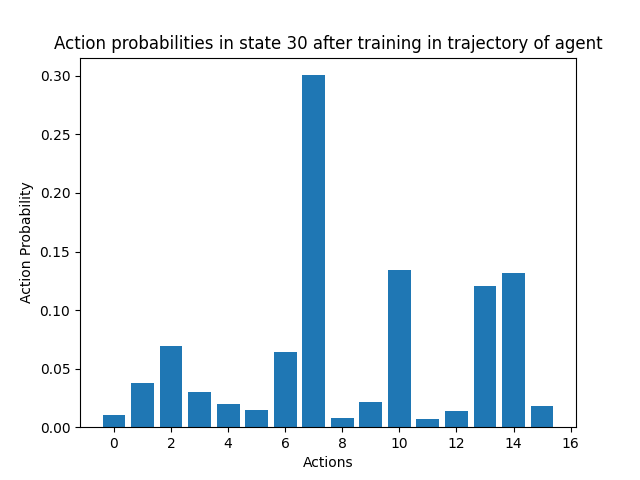 Action probabilities in state 30 after training in trajectory of agent
0.30
0.25
0.20
0.15
0.10
0.05
0.00
Action Probability
0 2 4 6 8 10 12 14 16
Actions